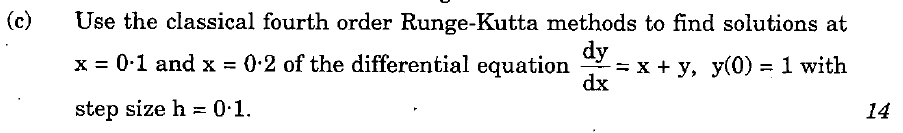 (c) Use the classical fourth order Runge-Kutta methods to find solutions at
x = 0·1 and x = 0·2 of the differential equation dy/dx = x + y, y(0) = 1 with
step size h = 0·1. 14